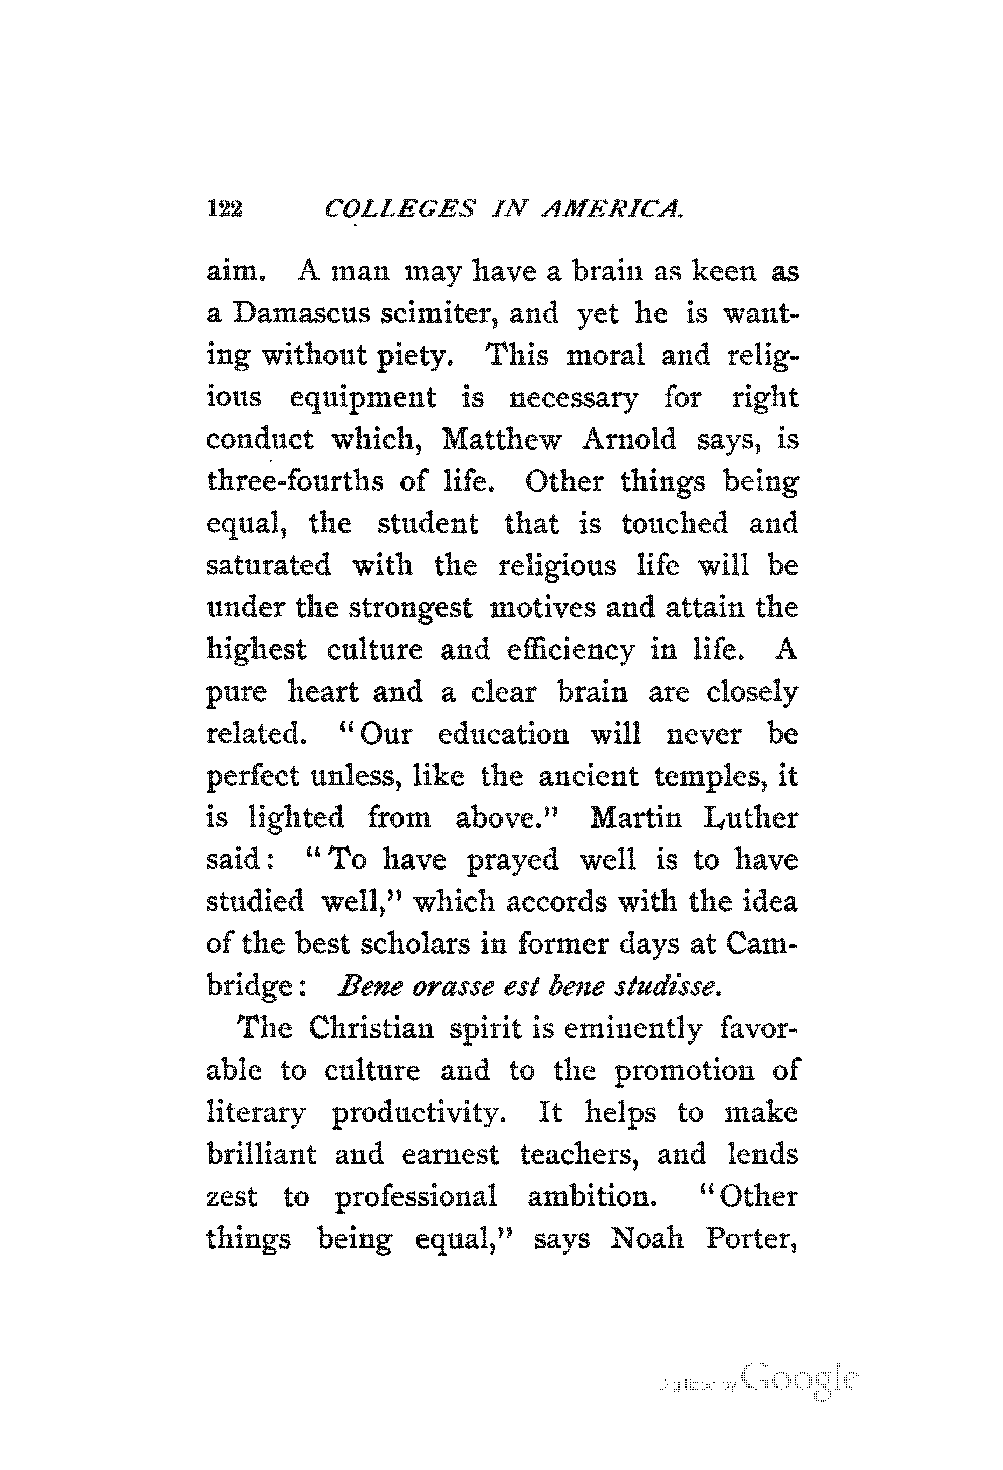 122 COLLEGES IN AMERICA.
aim. A man may have a brain as keen as
a Damascus scimiter, and yet he is want-
ing without piety. This moral and relig-
ious equipment is necessary for right
conduct which, Matthew Arnold says, is
three-fourths of life. Other things being
equal, the student that is touched and
saturated with the religious life will be
under the strongest motives and attain the
highest culture and efficiency in life. A
pure heart and a clear brain are closely
related. "Our education will never be
perfect unless, like the ancient temples, it
is lighted from above." Martin Luther
said: "To have prayed well is to have
studied well," which accords with the idea
of the best scholars in former days at Cam-
bridge: Bene orasse est bene studisse.
The Christian spirit is eminently favor-
able to culture and to the promotion of
literary productivity. It helps to make
brilliant and earnest teachers, and lends
zest to professional ambition. "Other
things being equal," says Noah Porter,
Digitized by Google